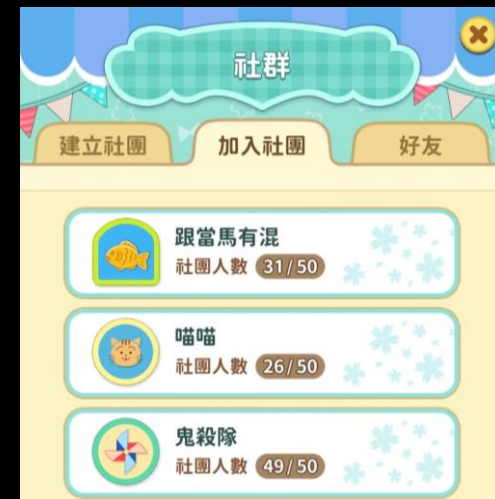 社群
建立社團 加入社團 好友
跟當馬有混
社團人數 31/50
喵喵
社團人數 26/50
鬼殺隊
社團人數 49/50